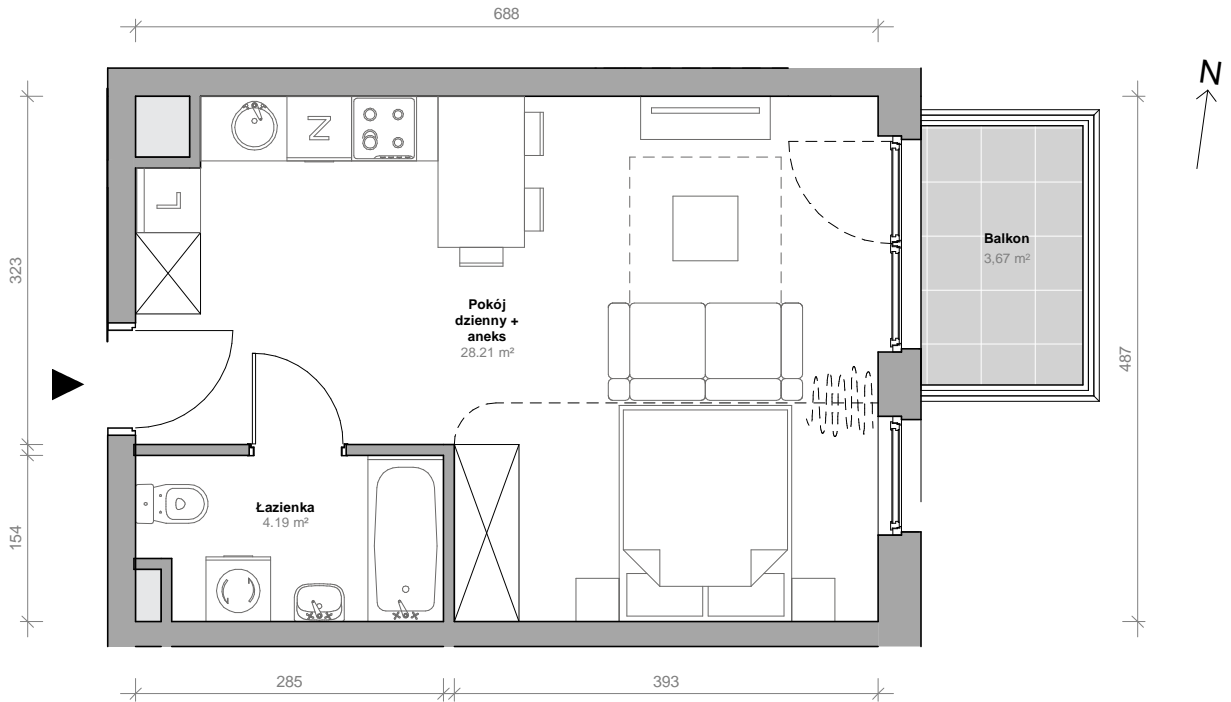 688
N
323
N
L
Balkon
3,67 m²
Pokój
dzienny +
aneks
28.21 m²
487
Łazienka
4.19 m²
154
285
393